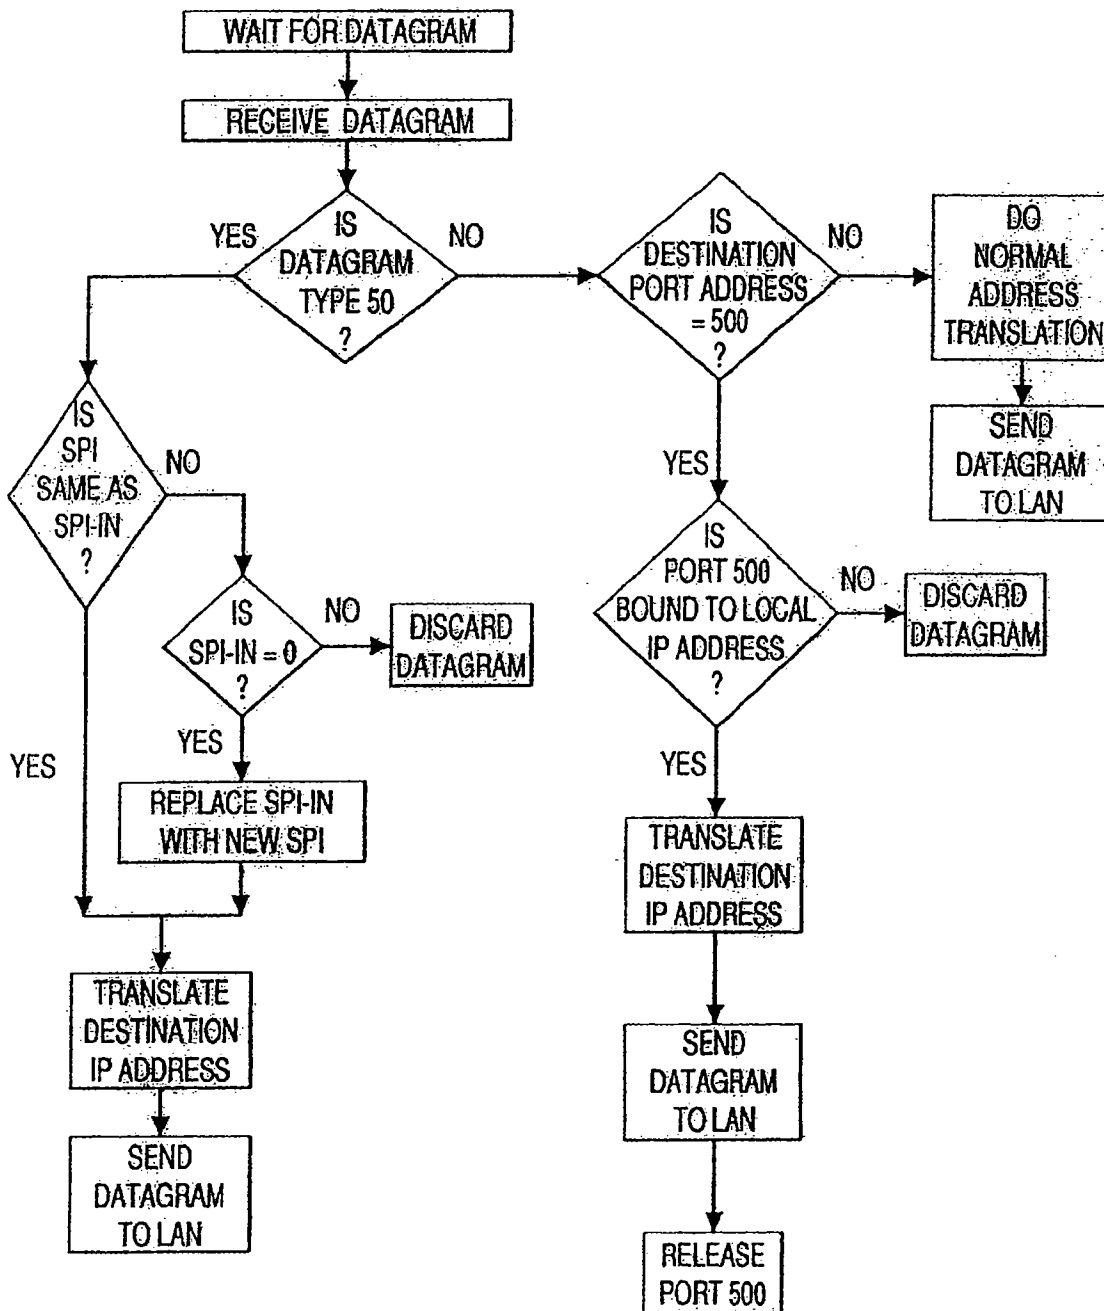 WAIT FOR DATAGRAM
RECEIVE DATAGRAM
IS
DATAGRAM
TYPE 50
?
YES
NO
IS
DESTINATION
PORT ADDRESS
= 500
?
NO
DO
NORMAL
ADDRESS
TRANSLATION
SEND
DATAGRAM
TO LAN
IS
SPI
SAME AS
SPI-IN
?
NO
YES
IS
SPI-IN = 0
?
NO
DISCARD
DATAGRAM
YES
REPLACE SPI-IN
WITH NEW SPI
TRANSLATE
DESTINATION
IP ADDRESS
SEND
DATAGRAM
TO LAN
YES
IS
PORT 500
BOUND TO LOCAL
IP ADDRESS
?
NO
DISCARD
DATAGRAM
YES
TRANSLATE
DESTINATION
IP ADDRESS
SEND
DATAGRAM
TO LAN
RELEASE
PORT 500